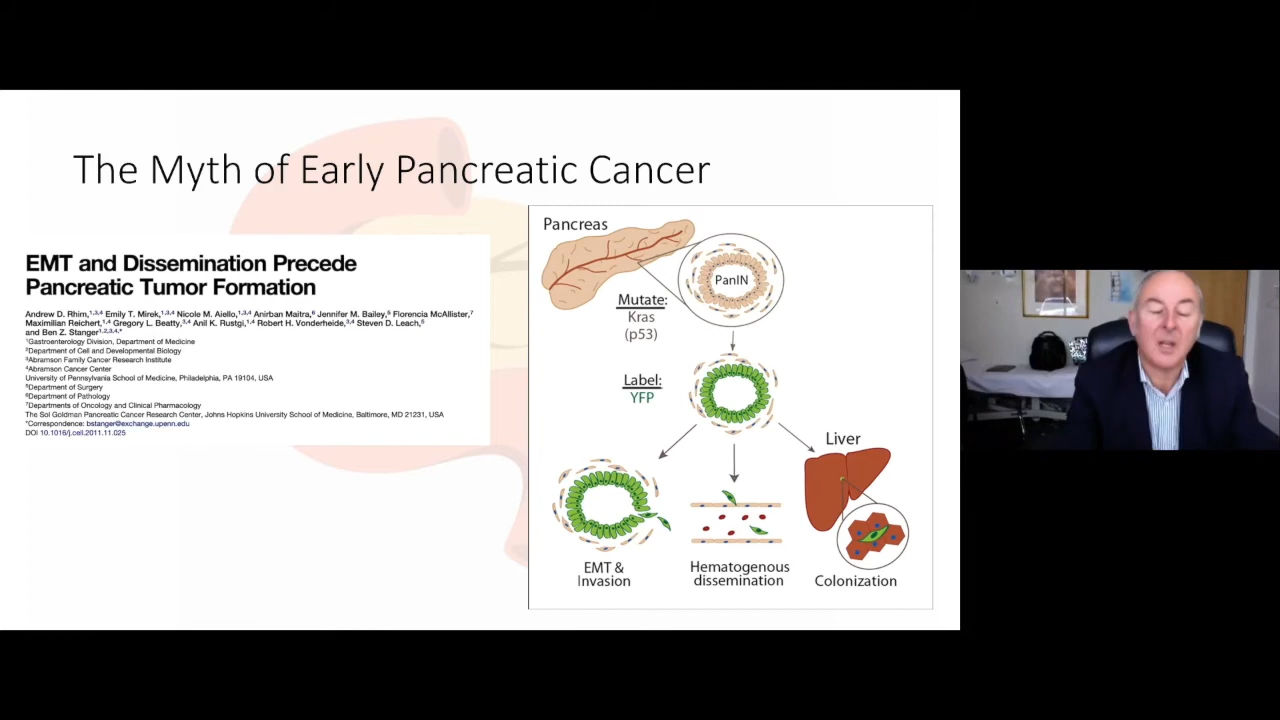 The Myth of Early Pancreatic Cancer
EMT and Dissemination Precede
Pancreatic Tumor Formation
Andrew D. Rhim,1,3,4 Emily T. Mirek,1,3,4 Nicole M. Aiello,1,3,4 Anirban Maitra,6 Jennifer M. Bailey,5 Florencia McAllister,7
Maximilian Reichert,1,4 Gregory L. Beatty,3,4 Anil K. Rustgi,1,4 Robert H. Vonderheide,3,4 Steven D. Leach,5
and Ben Z. Stanger1,2,3,4,*
1Gastroenterology Division, Department of Medicine
2Department of Cell and Developmental Biology
3Abramson Family Cancer Research Institute
4Abramson Cancer Center
University of Pennsylvania School of Medicine, Philadelphia, PA 19104, USA
5Department of Surgery
6Department of Pathology
7Departments of Oncology and Clinical Pharmacology
The Sol Goldman Pancreatic Cancer Research Center, Johns Hopkins University School of Medicine, Baltimore, MD 21231, USA
*Correspondence: bstanger@exchange.upenn.edu
DOI 10.1016/j.cell.2011.11.025
Pancreas
PanIN
Mutate:
Kras
(p53)
Label:
YFP
Liver
EMT &
Invasion
Hematogenous
dissemination
Colonization